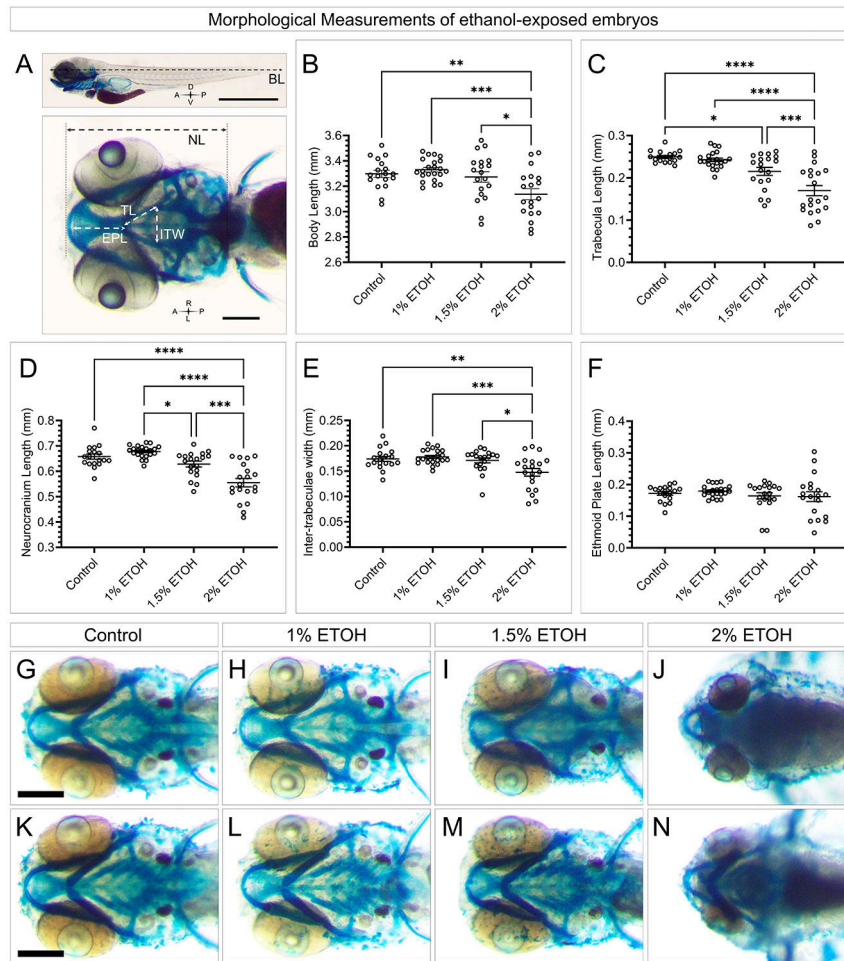 Morphological Measurements of ethanol-exposed embryos
A
BL
D
A P
V
NL
TL
EPL
ITW
R
A P
L
B
**
***
*
3.6
3.4
3.2
3.0
2.8
2.6
Body Length (mm)
Control
1% ETOH
1.5% ETOH
2% ETOH
C
****
****
* ***
0.3
0.2
0.1
0.0
Trabecula Length (mm)
Control
1% ETOH
1.5% ETOH
2% ETOH
D
****
****
* ***
0.8
0.7
0.6
0.5
0.4
0.3
Neurocranium Length (mm)
Control
1% ETOH
1.5% ETOH
2% ETOH
E
**
***
*
0.25
0.20
0.15
0.10
0.05
0.00
Inter-trabeculae width (mm)
Control
1% ETOH
1.5% ETOH
2% ETOH
F
0.4
0.3
0.2
0.1
0.0
Ethmoid Plate Length (mm)
Control
1% ETOH
1.5% ETOH
2% ETOH
Control 1% ETOH 1.5% ETOH 2% ETOH
G H I J
K L M N